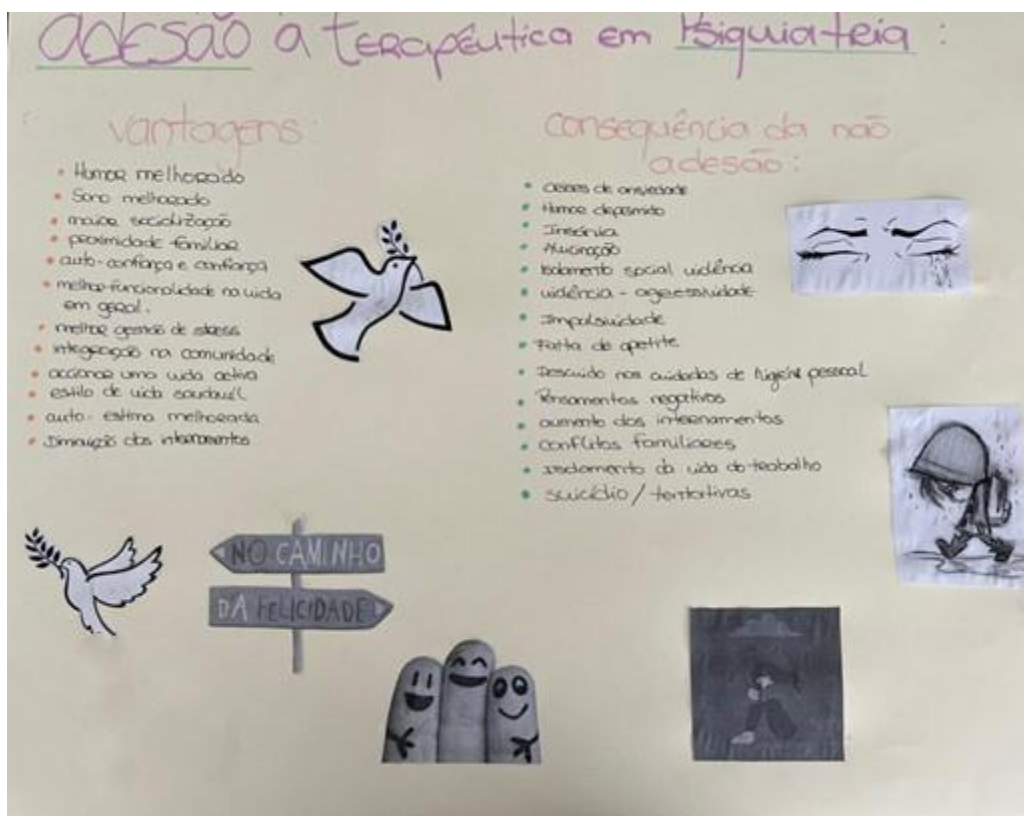 adesão à terapêutica em Psiquiatria :
Vantagens:
• Humor melhorado
• Sono melhorado
• maior socialização
• proximidade familiar
• auto-confiança e confiança
• melhor funcionalidade na vida
em geral.
• melhor gestão de stress
• integração na comunidade
• accionar uma vida activa
• estilo de vida saudável
• auto-estima melhorada
• Diminuição dos internamentos
consequência da não
adesão:
• crises de ansiedade
• Humor deprimido
• Insónia
• Alucinação
• Isolamento social violência
• violência - agressividade
• Impulsividade
• Falta de apetite
• Descuido nos cuidados de higiene pessoal
• Pensamentos negativos
• aumento dos internamentos
• conflitos familiares
• isolamento da vida do trabalho
• suicídio / tentativas
NO CAMINHO
DA FELICIDADE